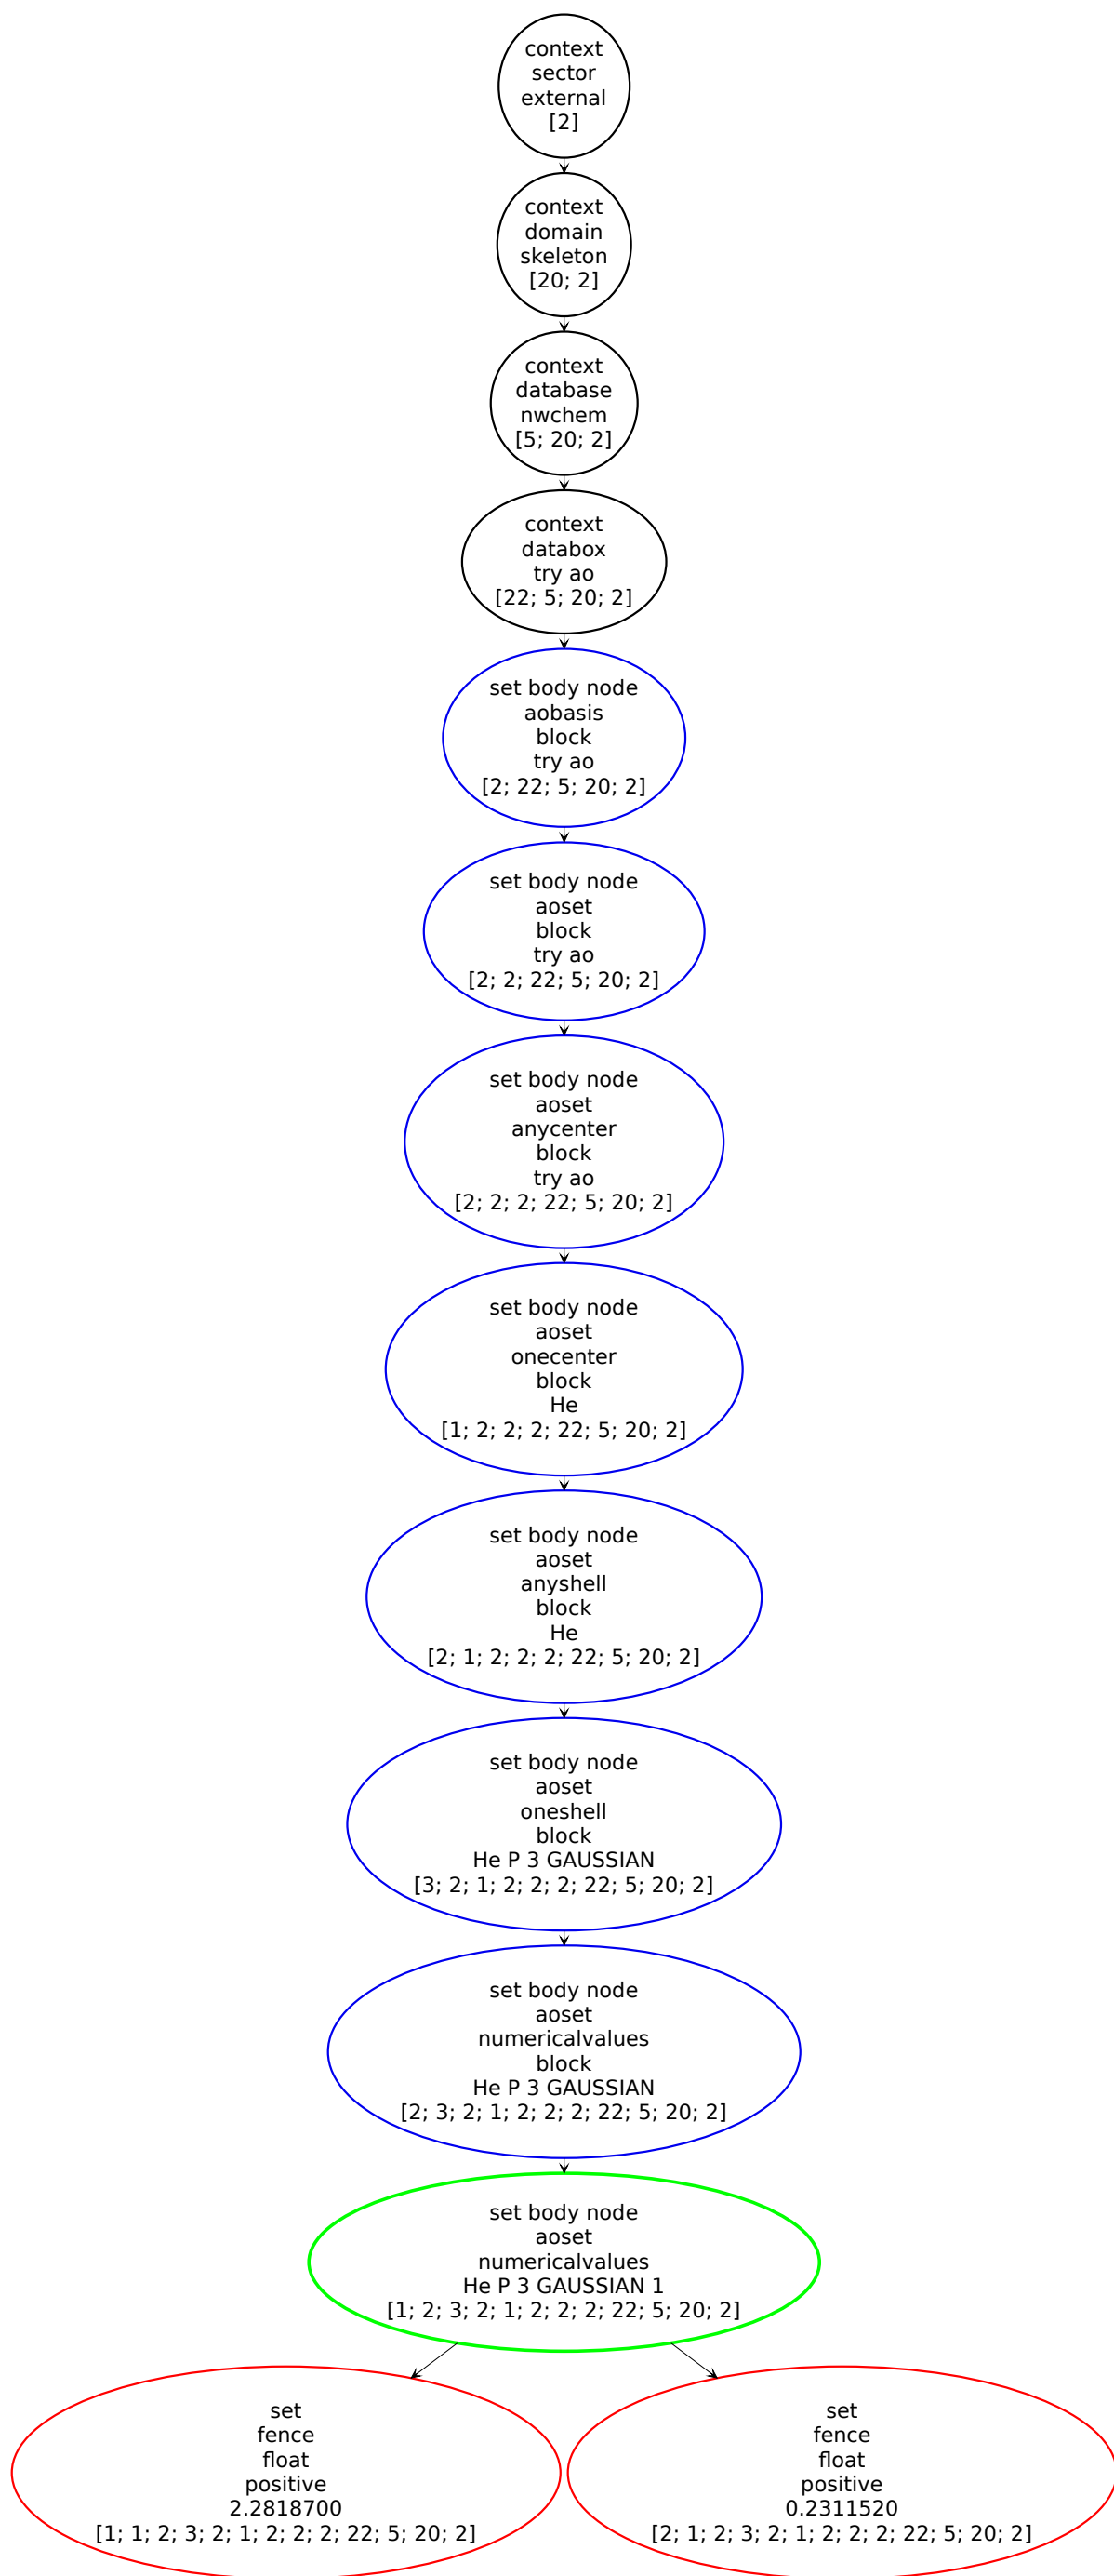 context
sector
external
[2]
context
domain
skeleton
[20; 2]
context
database
nwchem
[5; 20; 2]
context
databox
try ao
[22; 5; 20; 2]
set body node
aobasis
block
try ao
[2; 22; 5; 20; 2]
set body node
aoset
block
try ao
[2; 2; 22; 5; 20; 2]
set body node
aoset
anycenter
block
try ao
[2; 2; 2; 22; 5; 20; 2]
set body node
aoset
onecenter
block
He
[1; 2; 2; 2; 22; 5; 20; 2]
set body node
aoset
anyshell
block
He
[2; 1; 2; 2; 2; 22; 5; 20; 2]
set body node
aoset
oneshell
block
He P 3 GAUSSIAN
[3; 2; 1; 2; 2; 2; 22; 5; 20; 2]
set body node
aoset
numericalvalues
block
He P 3 GAUSSIAN
[2; 3; 2; 1; 2; 2; 2; 22; 5; 20; 2]
set body node
aoset
numericalvalues
He P 3 GAUSSIAN 1
[1; 2; 3; 2; 1; 2; 2; 2; 22; 5; 20; 2]
set
fence
float
positive
2.2818700
[1; 1; 2; 3; 2; 1; 2; 2; 2; 22; 5; 20; 2]
set
fence
float
positive
0.2311520
[2; 1; 2; 3; 2; 1; 2; 2; 2; 22; 5; 20; 2]